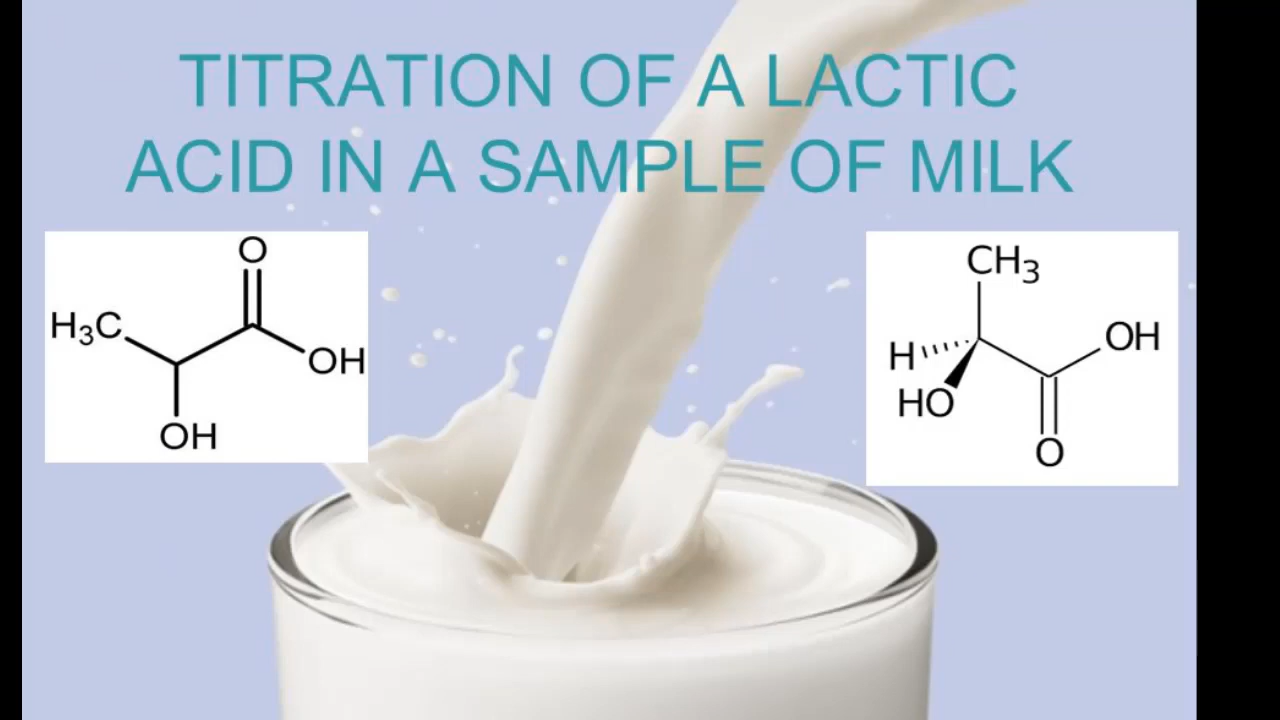 TITRATION OF A LACTIC
ACID IN A SAMPLE OF MILK
O
H₃C
OH
OH
CH₃
OH
H
HO
O